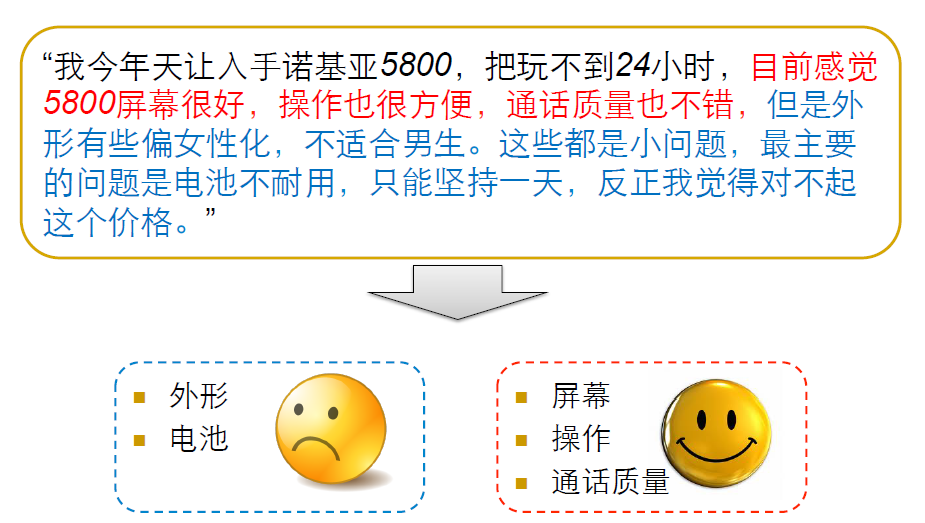 “我今年天让入手诺基亚5800，把玩不到24小时，目前感觉
5800屏幕很好，操作也很方便，通话质量也不错，但是外
形有些偏女性化，不适合男生。这些都是小问题，最主要
的问题是电池不耐用，只能坚持一天，反正我觉得对不起
这个价格。”
外形
电池
屏幕
操作
通话质量